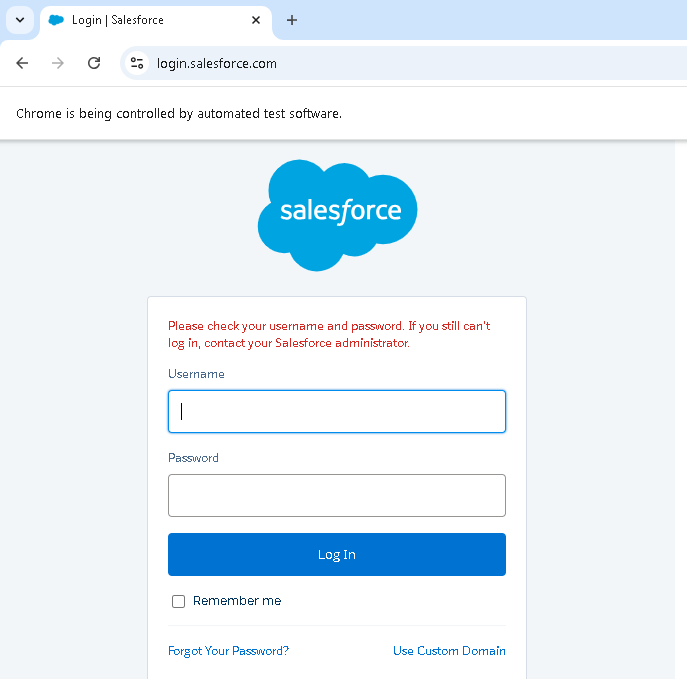 Login | Salesforce
login.salesforce.com
Chrome is being controlled by automated test software.
salesforce
Please check your username and password. If you still can't
log in, contact your Salesforce administrator.
Username
Password
Log In
Remember me
Forgot Your Password? Use Custom Domain